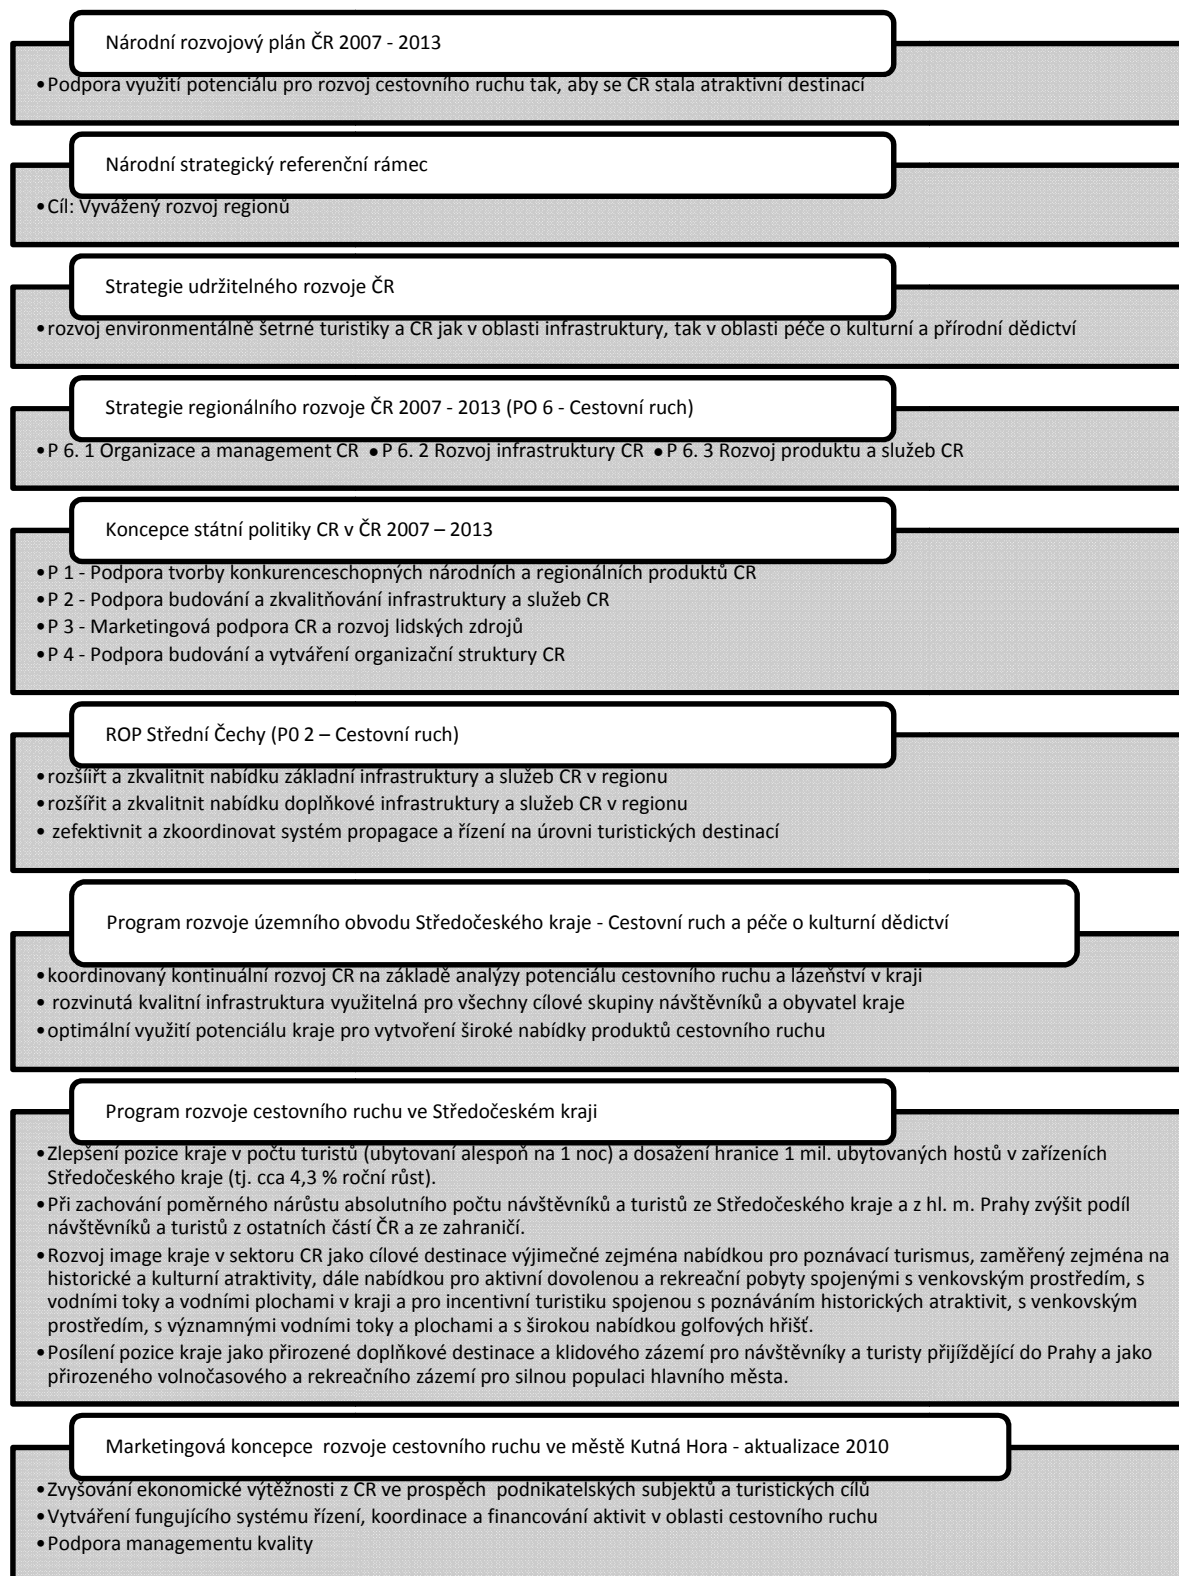 Národní rozvojový plán ČR 2007 - 2013
•Podpora využití potenciálu pro rozvoj cestovního ruchu tak, aby se ČR stala atraktivní destinací
Národní strategický referenční rámec
•Cíl: Vyvážený rozvoj regionů
Strategie udržitelného rozvoje ČR
•rozvoj environmentálně šetrné turistiky a CR jak v oblasti infrastruktury, tak v oblasti péče o kulturní a přírodní dědictví
Strategie regionálního rozvoje ČR 2007 - 2013 (PO 6 - Cestovní ruch)
•P 6. 1 Organizace a management CR ●P 6. 2 Rozvoj infrastruktury CR ●P 6. 3 Rozvoj produktu a služeb CR
Koncepce státní politiky CR v ČR 2007 – 2013
•P 1 - Podpora tvorby konkurenceschopných národních a regionálních produktů CR
•P 2 - Podpora budování a zkvalitňování infrastruktury a služeb CR
•P 3 - Marketingová podpora CR a rozvoj lidských zdrojů
•P 4 - Podpora budování a vytváření organizační struktury CR
ROP Střední Čechy (P0 2 – Cestovní ruch)
•rozšíiřt a zkvalitnit nabídku základní infrastruktury a služeb CR v regionu
•rozšířit a zkvalitnit nabídku doplňkové infrastruktury a služeb CR v regionu
• zefektivnit a zkoordinovat systém propagace a řízení na úrovni turistických destinací
Program rozvoje územního obvodu Středočeského kraje - Cestovní ruch a péče o kulturní dědictví
•koordinovaný kontinuální rozvoj CR na základě analýzy potenciálu cestovního ruchu a lázeňství v kraji
• rozvinutá kvalitní infrastruktura využitelná pro všechny cílové skupiny návštěvníků a obyvatel kraje
•optimální využití potenciálu kraje pro vytvoření široké nabídky produktů cestovního ruchu
Program rozvoje cestovního ruchu ve Středočeském kraji
•Zlepšení pozice kraje v počtu turistů (ubytovaní alespoň na 1 noc) a dosažení hranice 1 mil. ubytovaných hostů v zařízeních
Středočeského kraje (tj. cca 4,3 % roční růst).
•Při zachování poměrného nárůstu absolutního počtu návštěvníků a turistů ze Středočeského kraje a z hl. m. Prahy zvýšit podíl
návštěvníků a turistů z ostatních částí ČR a ze zahraničí.
•Rozvoj image kraje v sektoru CR jako cílové destinace výjimečné zejména nabídkou pro poznávací turismus, zaměřený zejména na
historické a kulturní atraktivity, dále nabídkou pro aktivní dovolenou a rekreační pobyty spojenými s venkovským prostředím, s
vodními toky a vodními plochami v kraji a pro incentivní turistiku spojenou s poznáváním historických atraktivit, s venkovským
prostředím, s významnými vodními toky a plochami a s širokou nabídkou golfových hřišť.
•Posílení pozice kraje jako přirozené doplňkové destinace a klidového zázemí pro návštěvníky a turisty přijíždějící do Prahy a jako
přirozeného volnočasového a rekreačního zázemí pro silnou populaci hlavního města.
Marketingová koncepce  rozvoje cestovního ruchu ve městě Kutná Hora - aktualizace 2010
•Zvyšování ekonomické výtěžnosti z CR ve prospěch  podnikatelských subjektů a turistických cílů
•Vytváření fungujícího systému řízení, koordinace a financování aktivit v oblasti cestovního ruchu
•Podpora managementu kvality